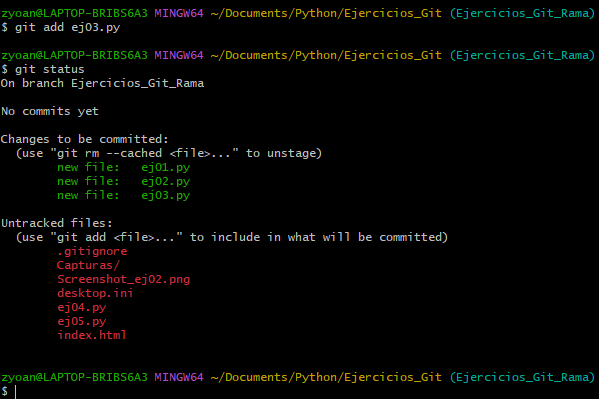 zyoan@LAPTOP-BRIBS6A3 MINGW64 ~/Documents/Python/Ejercicios_Git (Ejercicios_Git_Rama)
$ git add ej03.py
zyoan@LAPTOP-BRIBS6A3 MINGW64 ~/Documents/Python/Ejercicios_Git (Ejercicios_Git_Rama)
$ git status
On branch Ejercicios_Git_Rama
No commits yet
Changes to be committed:
  (use "git rm --cached <file>..." to unstage)
        new file:   ej01.py
        new file:   ej02.py
        new file:   ej03.py
Untracked files:
  (use "git add <file>..." to include in what will be committed)
        .gitignore
        Capturas/
        Screenshot_ej02.png
        desktop.ini
        ej04.py
        ej05.py
        index.html
zyoan@LAPTOP-BRIBS6A3 MINGW64 ~/Documents/Python/Ejercicios_Git (Ejercicios_Git_Rama)
$